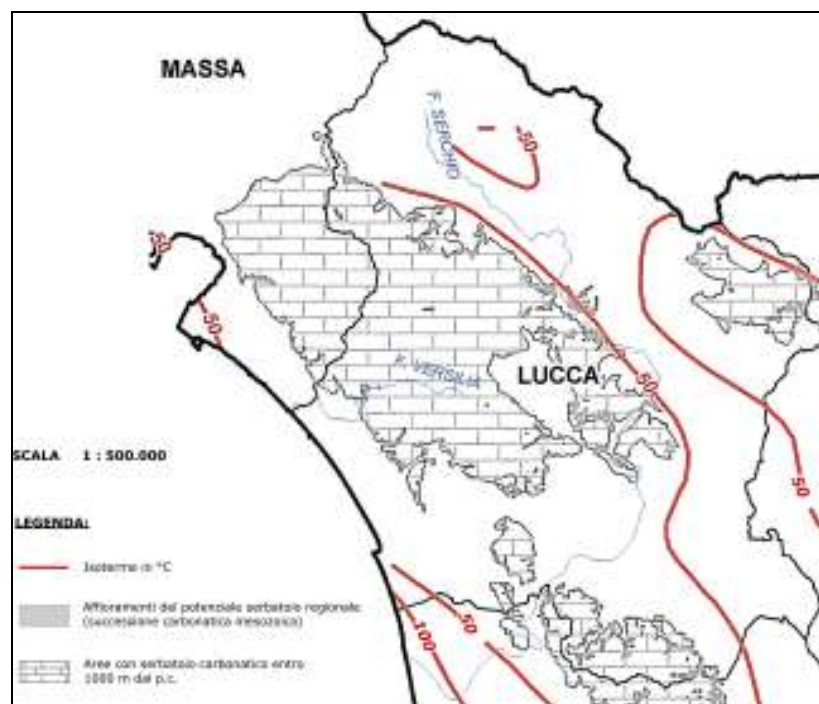 MASSA
F. SERCHIO
50
50
50
F. VERSILIA
LUCCA
50
50
SCALA 1 : 500.000
LEGENDA:
Isoterme in °C
Affioramenti del potenziale serbatoio regionale
(successione carbonatica mesozoica)
50
100
Aree con serbatoio carbonatico entro
1000 m dal p.c.